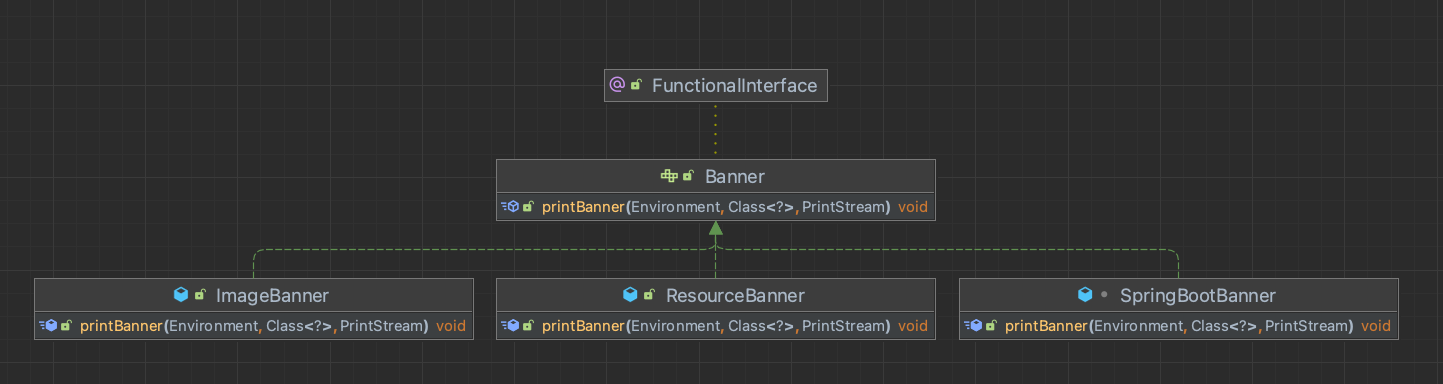 FunctionalInterface
Banner
printBanner(Environment, Class<?>, PrintStream) void
ImageBanner
printBanner(Environment, Class<?>, PrintStream) void
ResourceBanner
printBanner(Environment, Class<?>, PrintStream) void
SpringBootBanner
printBanner(Environment, Class<?>, PrintStream) void